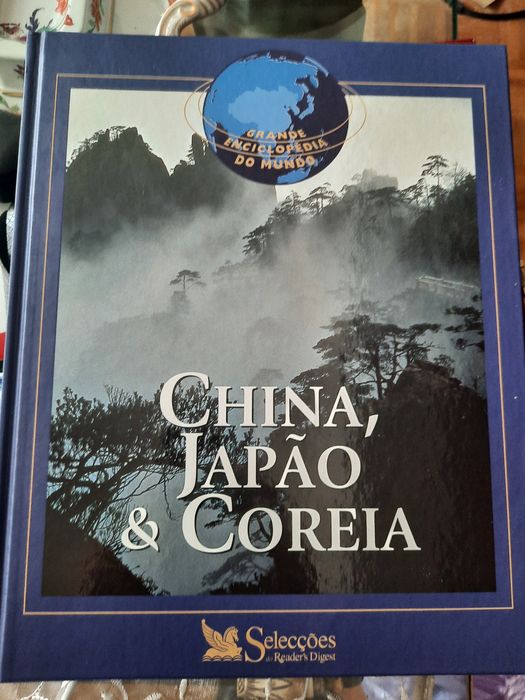 GRANDE
ENCICLOPÉDIA
DO MUNDO
CHINA,
JAPÃO
& COREIA
Selecções
do Reader's Digest